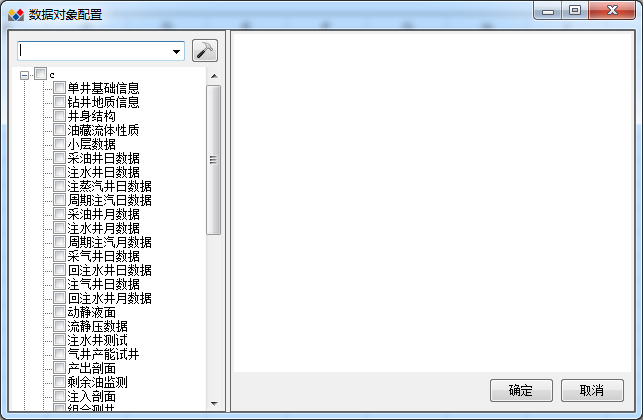 数据对象配置
c
单井基础信息
钻井地质信息
井身结构
油藏流体性质
小层数据
采油井日数据
注水井日数据
注蒸汽井日数据
周期注汽日数据
采油井月数据
注水井月数据
周期注汽月数据
采气井日数据
回注水井日数据
注气井日数据
回注水井月数据
动静液面
流静压数据
注水井测试
气井产能试井
产出剖面
剩余油监测
注入剖面
组合测井
确定
取消